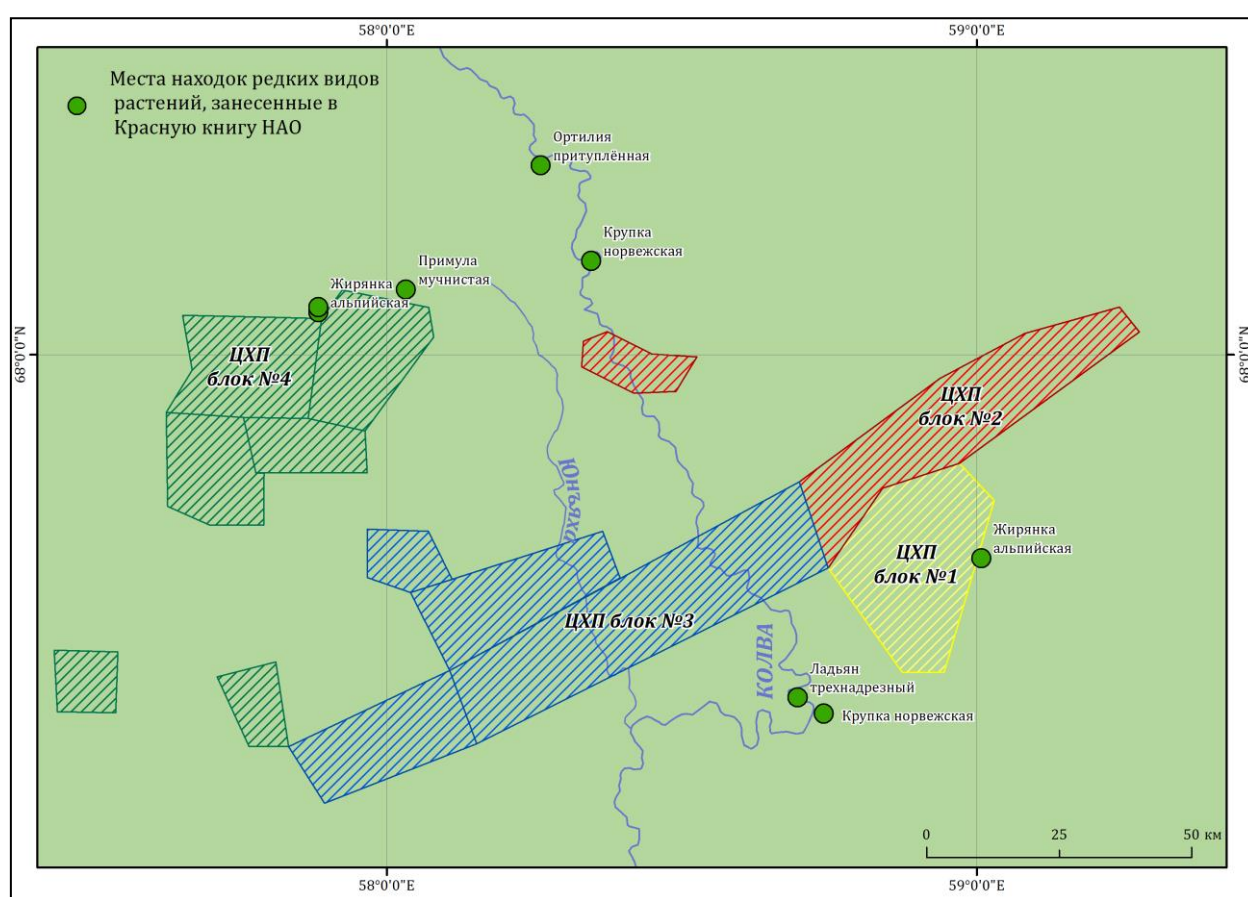 58°0'0"E
59°0'0"E
Места находок редких видов
растений, занесенные в
Красную книгу НАО
Ортилия
притуплённая
Крупка
норвежская
Примула
мучнистая
Жирянка
альпийская
68°0'0"N
68°0'0"N
ЦХП
блок №4
ЦХП
блок №2
Юнъяха
Жирянка
альпийская
ЦХП
блок №1
ЦХП блок №3
КОЛВА
Ладьян
трехнадрезный
Крупка норвежская
0
25
50 км
58°0'0"E
59°0'0"E